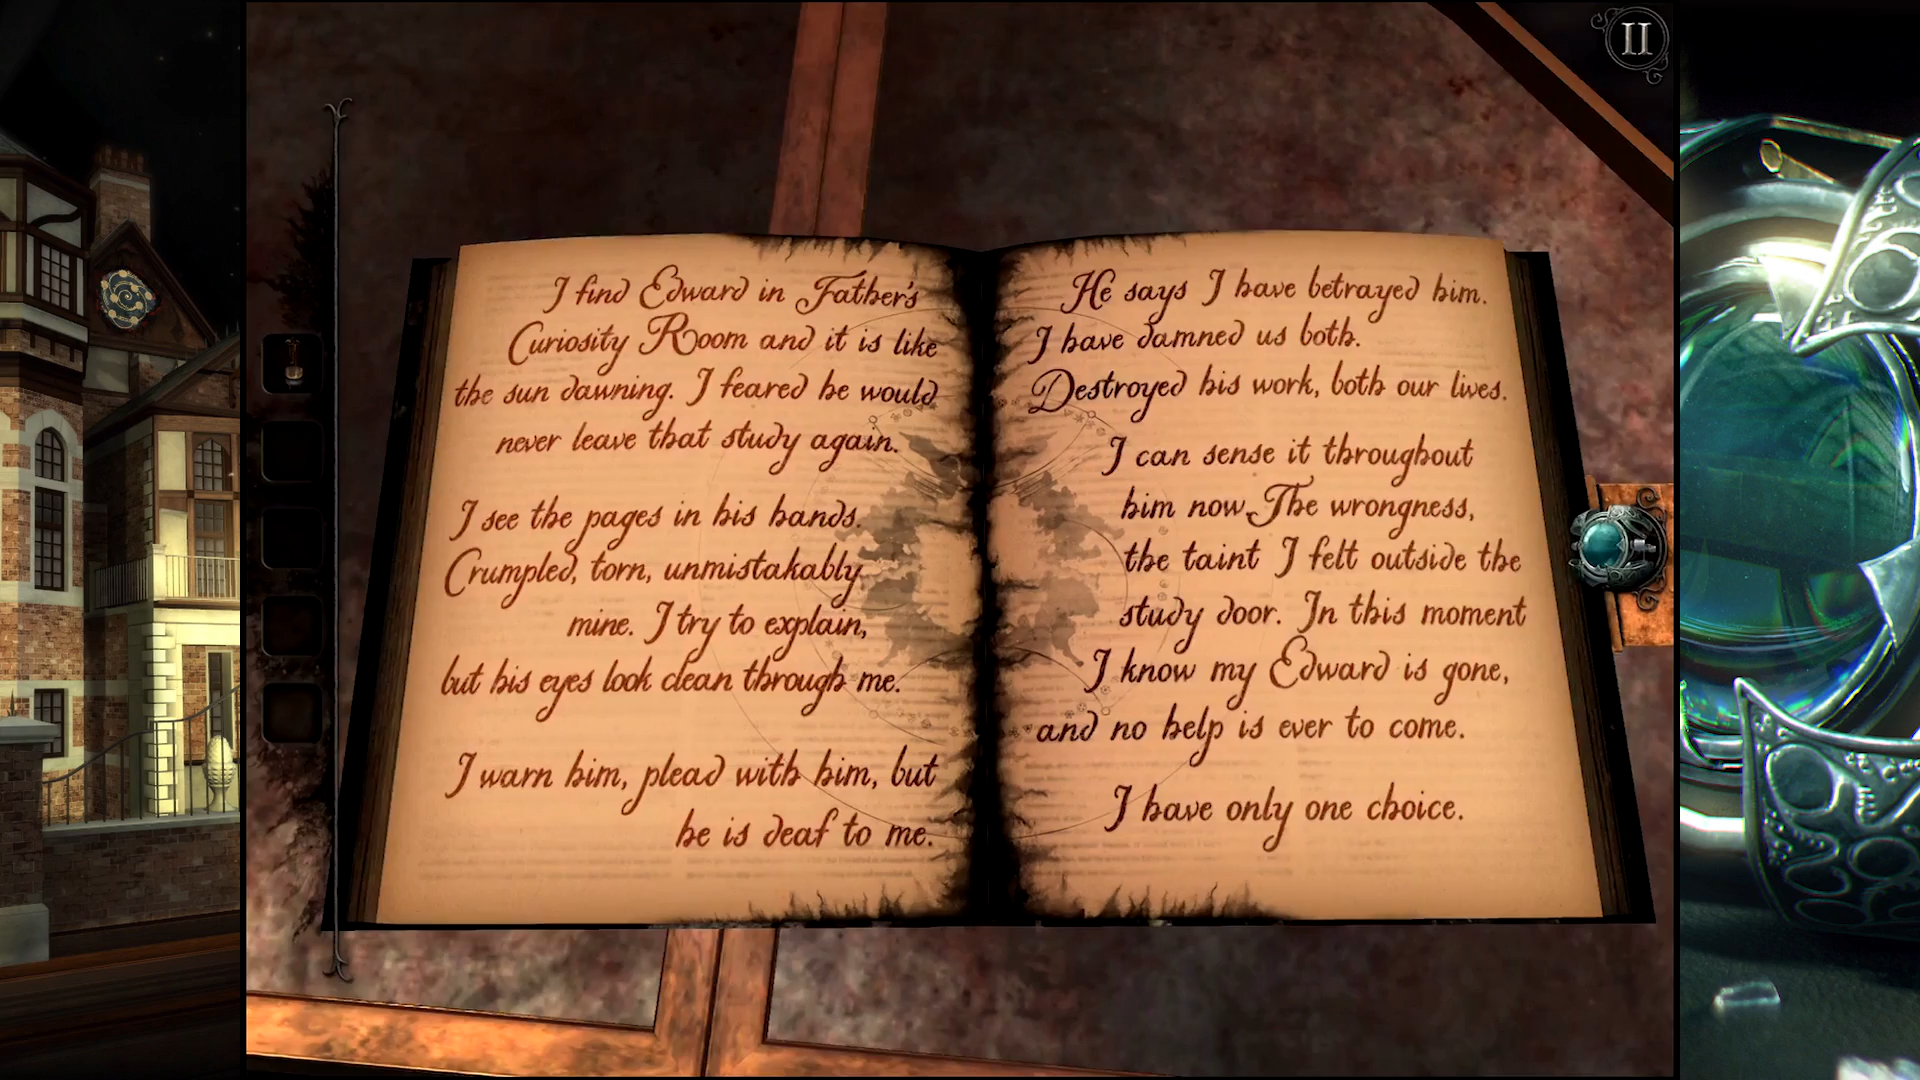 II
I find Edward in Father's
Curiosity Room and it is like
the sun dawning. I feared he would
never leave that study again.
I see the pages in his hands.
Crumpled, torn, unmistakably
mine. I try to explain,
but his eyes look clean through me.
I warn him, plead with him, but
he is deaf to me.
He says I have betrayed him.
I have damned us both.
Destroyed his work, both our lives.
I can sense it throughout
him now. The wrongness,
the taint I felt outside the
study door. In this moment
I know my Edward is gone,
and no help is ever to come.
I have only one choice.